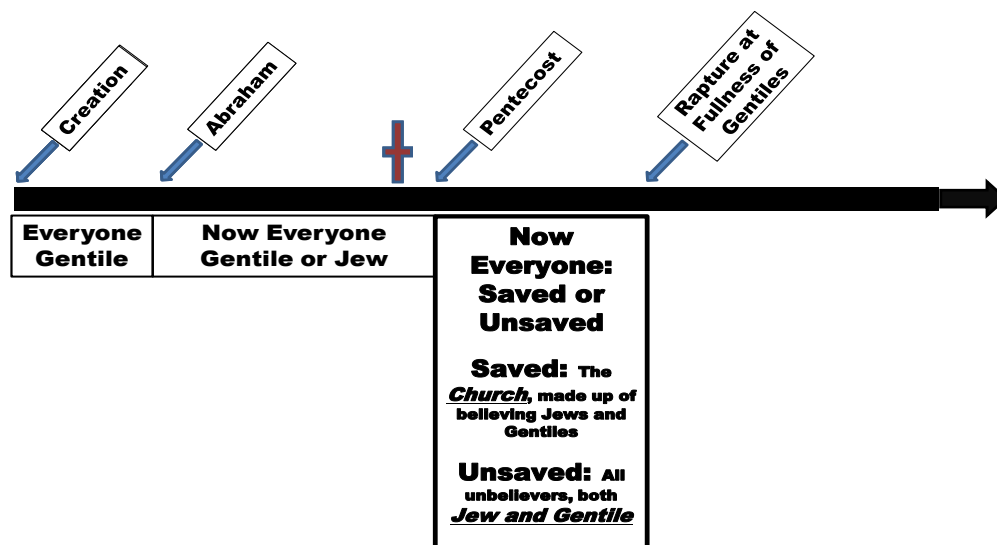 Creation
Abraham
Pentecost
Rapture at
Fullness of
Gentiles
Everyone
Gentile
Now Everyone
Gentile or Jew
Now
Everyone:
Saved or
Unsaved
Saved: The
Church, made up of
believing Jews and
Gentiles
Unsaved: All
unbelievers, both
Jew and Gentile